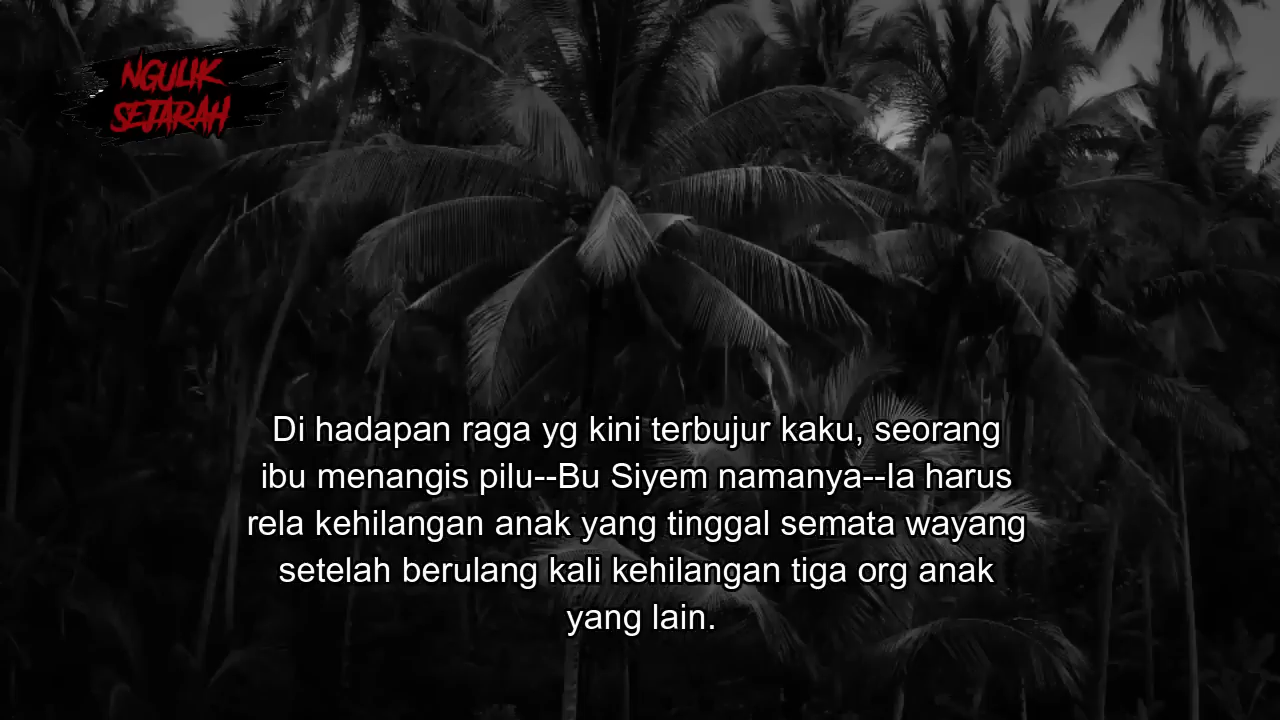 NGULIK
SEJARAH
Di hadapan raga yg kini terbujur kaku, seorang
ibu menangis pilu--Bu Siyem namanya--Ia harus
rela kehilangan anak yang tinggal semata wayang
setelah berulang kali kehilangan tiga org anak
yang lain.